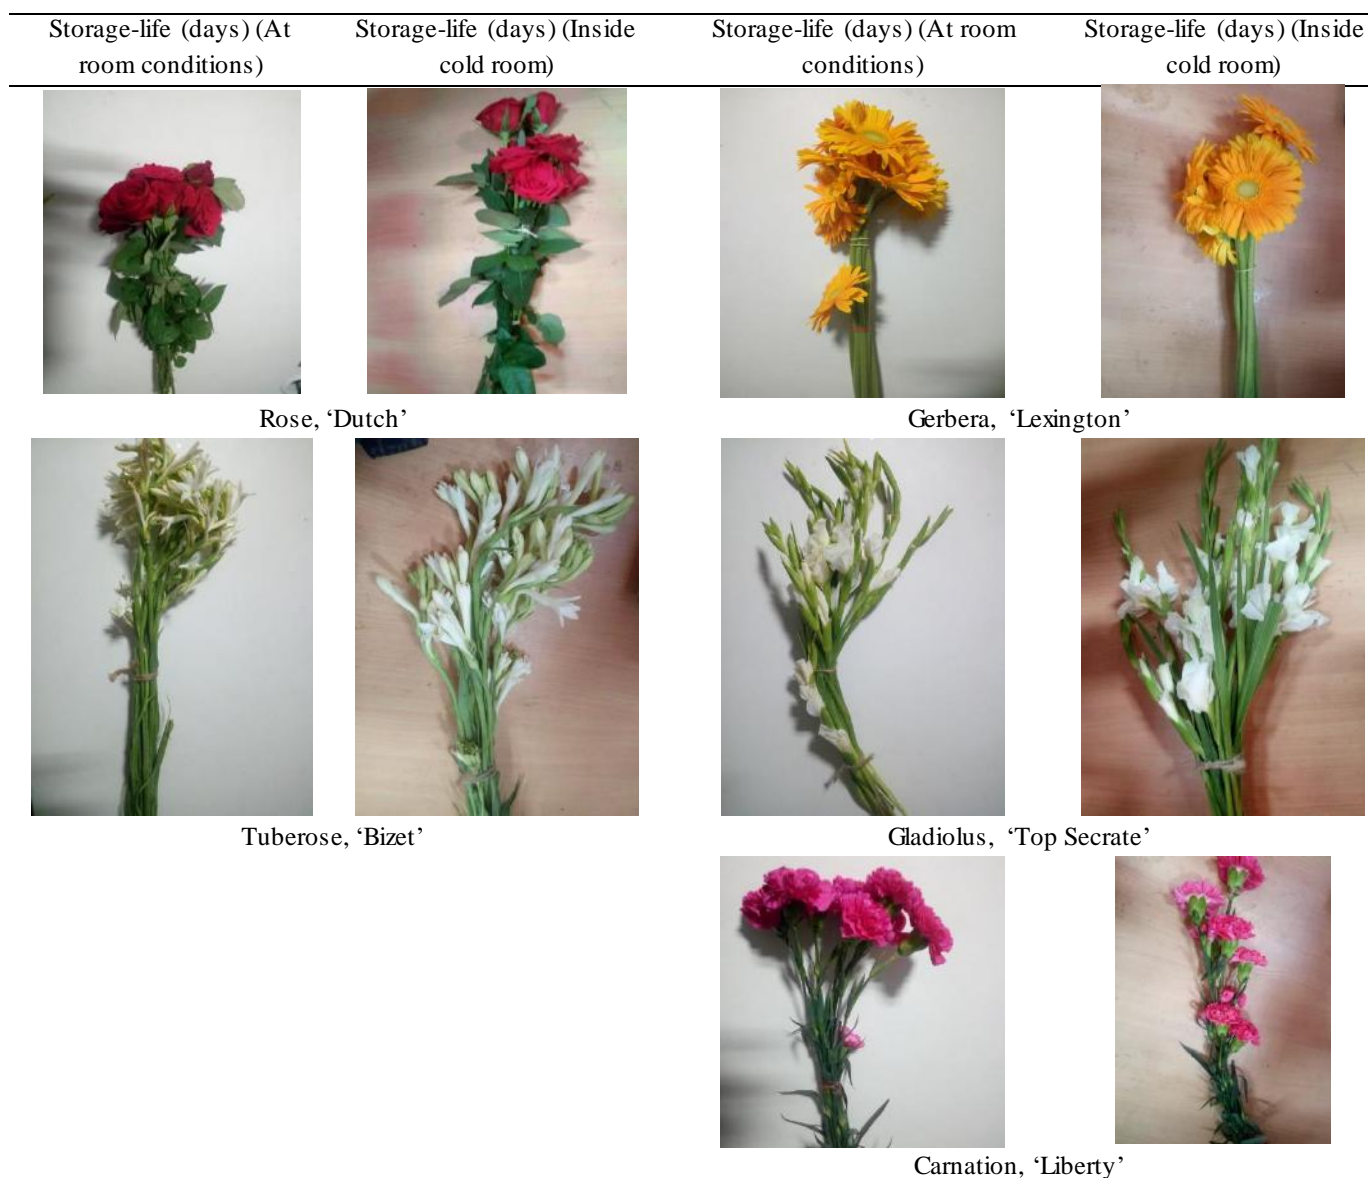 Storage-life (days) (At
room conditions)
Storage-life (days) (Inside
cold room)
Storage-life (days) (At room
conditions)
Storage-life (days) (Inside
cold room)
Rose, ‘Dutch’
Gerbera, ‘Lexington’
Tuberose, ‘Bizet’
Gladiolus, ‘Top Secrate’
Carnation, ‘Liberty’